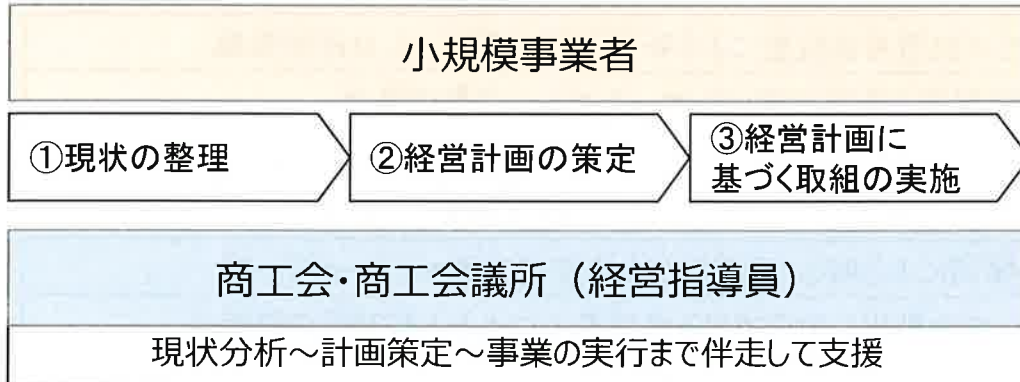 小規模事業者
①現状の整理
②経営計画の策定
③経営計画に
基づく取組の実施
商工会・商工会議所（経営指導員）
現状分析～計画策定～事業の実行まで伴走して支援